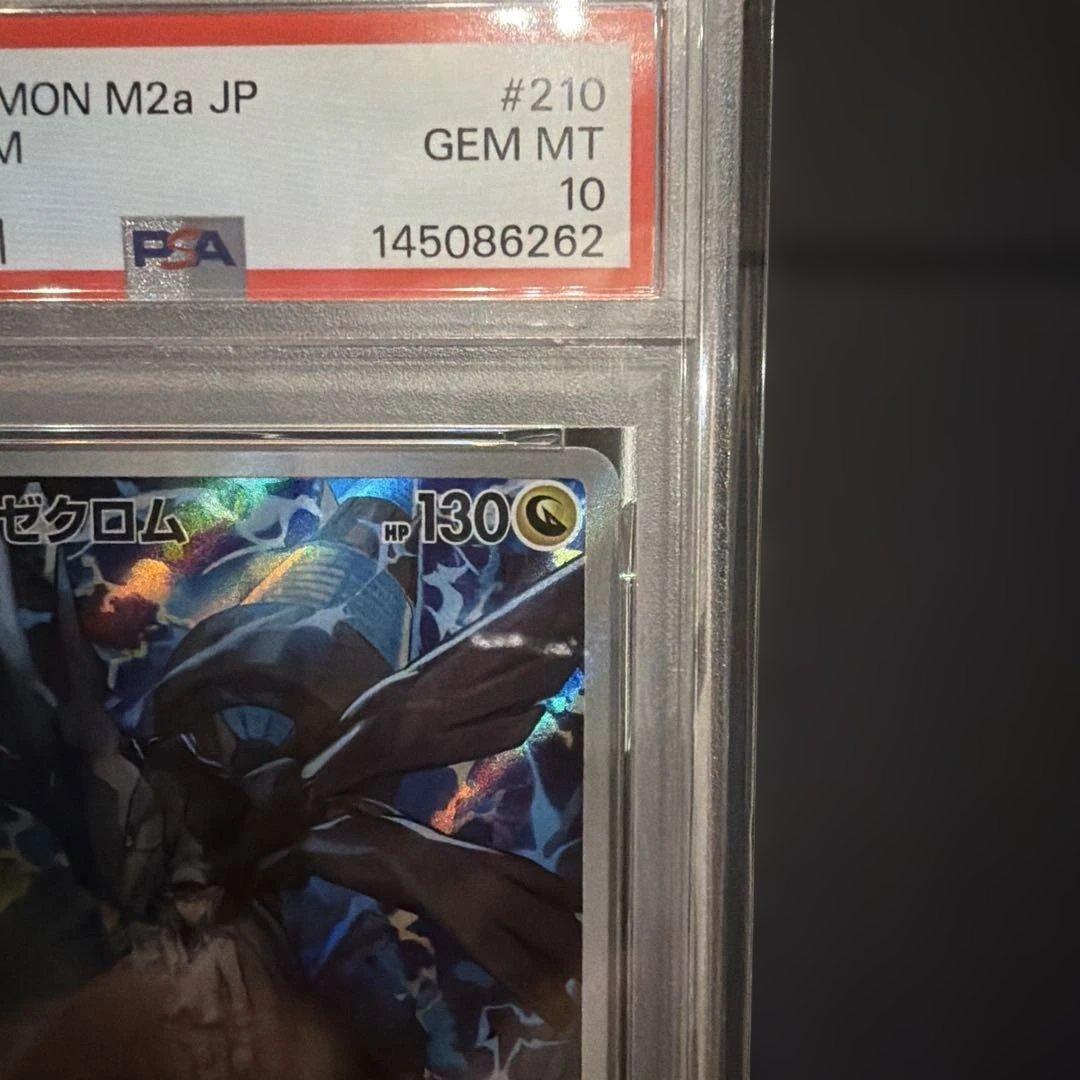 MON M2a JP #210
M GEM MT
10
PSA 145086262
ゼクロム HP 130